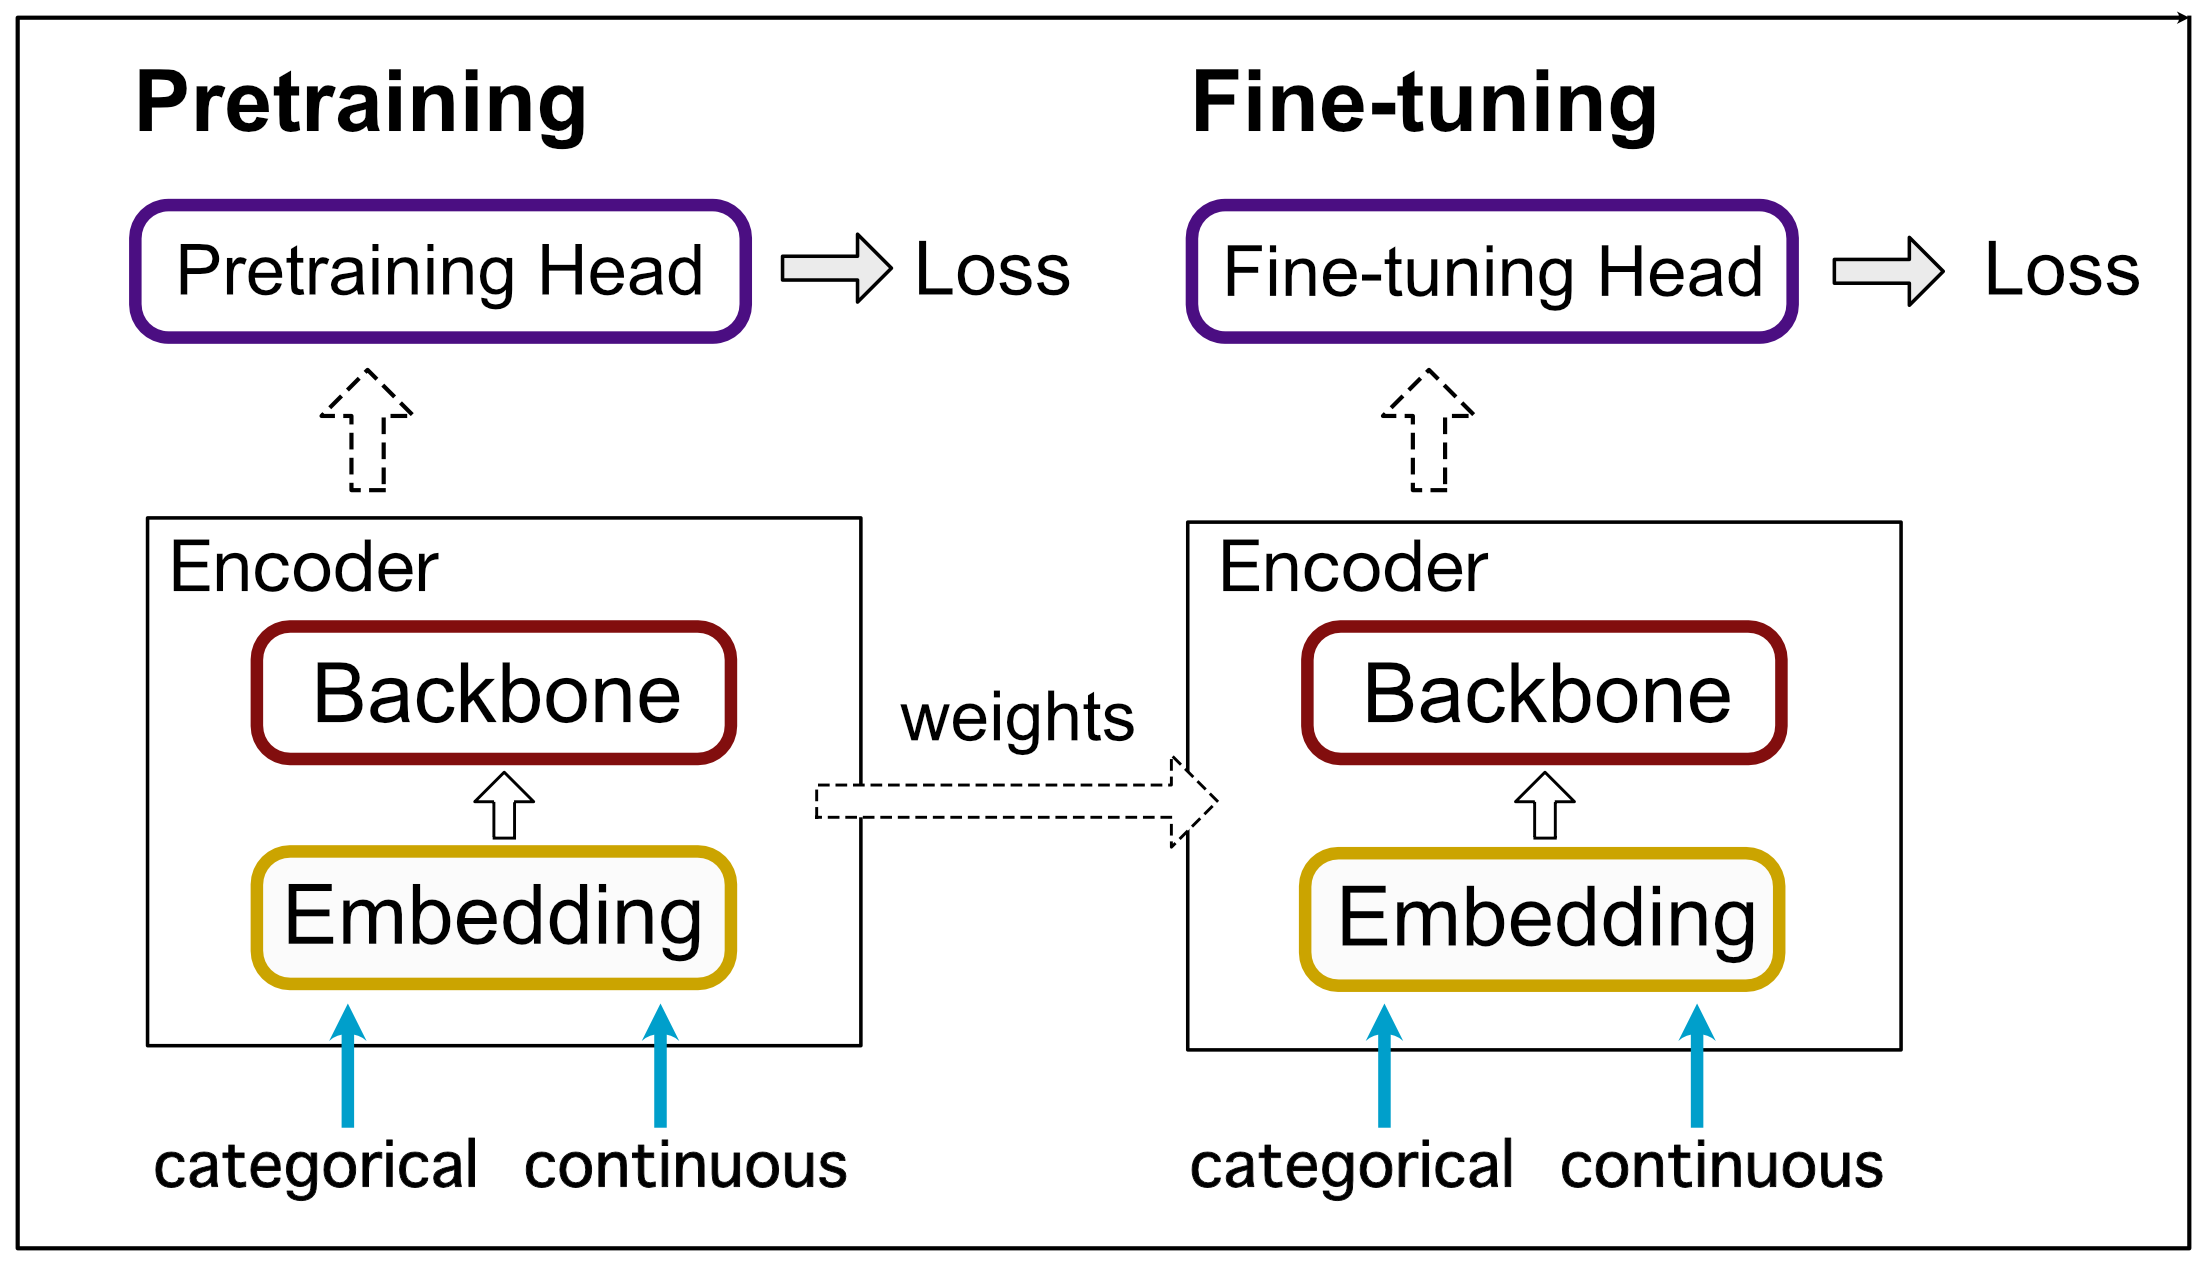 Pretraining
Pretraining Head
Loss
Encoder
Backbone
Embedding
categorical
continuous
weights
Fine-tuning
Fine-tuning Head
Loss
Encoder
Backbone
Embedding
categorical
continuous